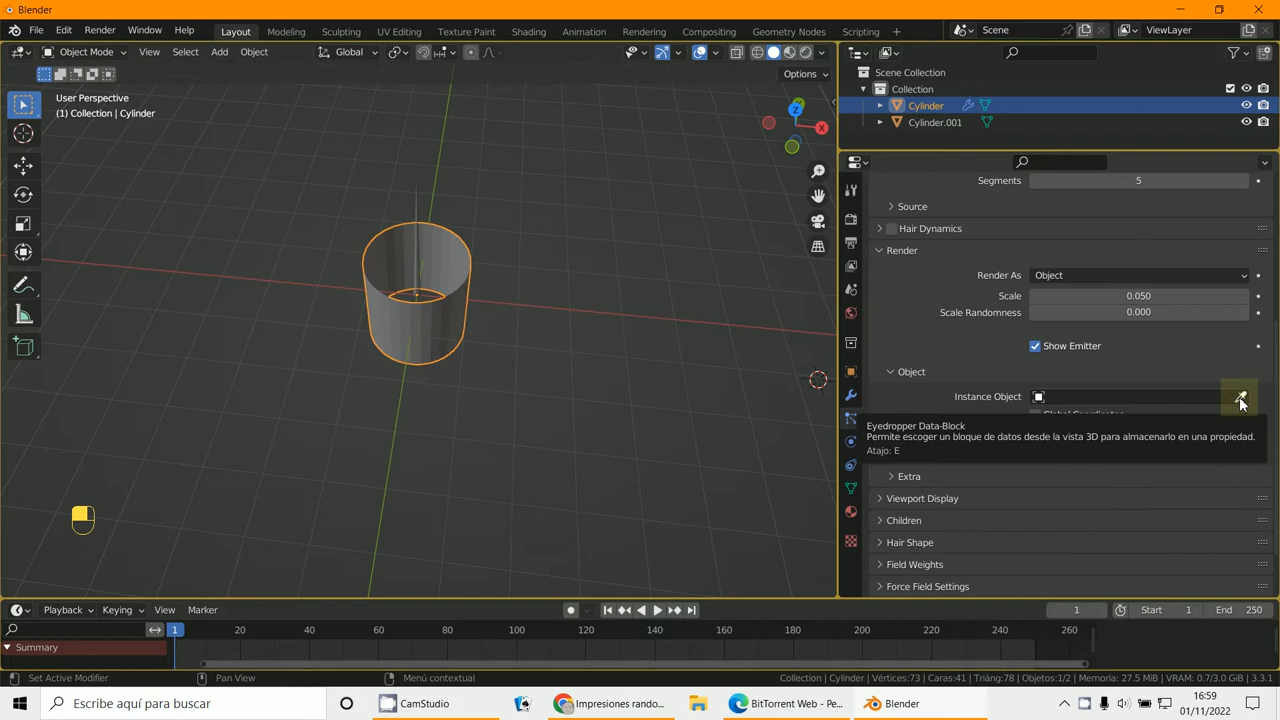 Blender
File Edit Render Window Help Layout Modeling Sculpting UV Editing Texture Paint Shading Animation Rendering Compositing Geometry Nodes Scripting + Scene ViewLayer
Object Mode View Select Add Object Global
Options
User Perspective
(1) Collection | Cylinder
Z
X
Scene Collection
Collection
Cylinder
Cylinder.001
Segments 5
Source
Hair Dynamics
Render
Render As Object
Scale 0.050
Scale Randomness 0.000
Show Emitter
Object
Instance Object
Eyedropper Data-Block
Permite escoger un bloque de datos desde la vista 3D para almacenarlo en una propiedad.
Atajo: E
Extra
Viewport Display
Children
Hair Shape
Field Weights
Force Field Settings
Playback Keying View Marker 1 Start 1 End 250
1 20 40 60 80 100 120 140 160 180 200 220 240 260
Summary
Set Active Modifier Pan View Menú contextual Collection | Cylinder | Vértices:73 | Caras:41 | Triáng:78 | Objetos:1/2 | Memoria: 27.5 MiB | VRAM: 0.7/3.0 GiB | 3.3.1
Escribe aquí para buscar CamStudio Impresiones rando... BitTorrent Web - Pe... Blender 16:59
01/11/2022